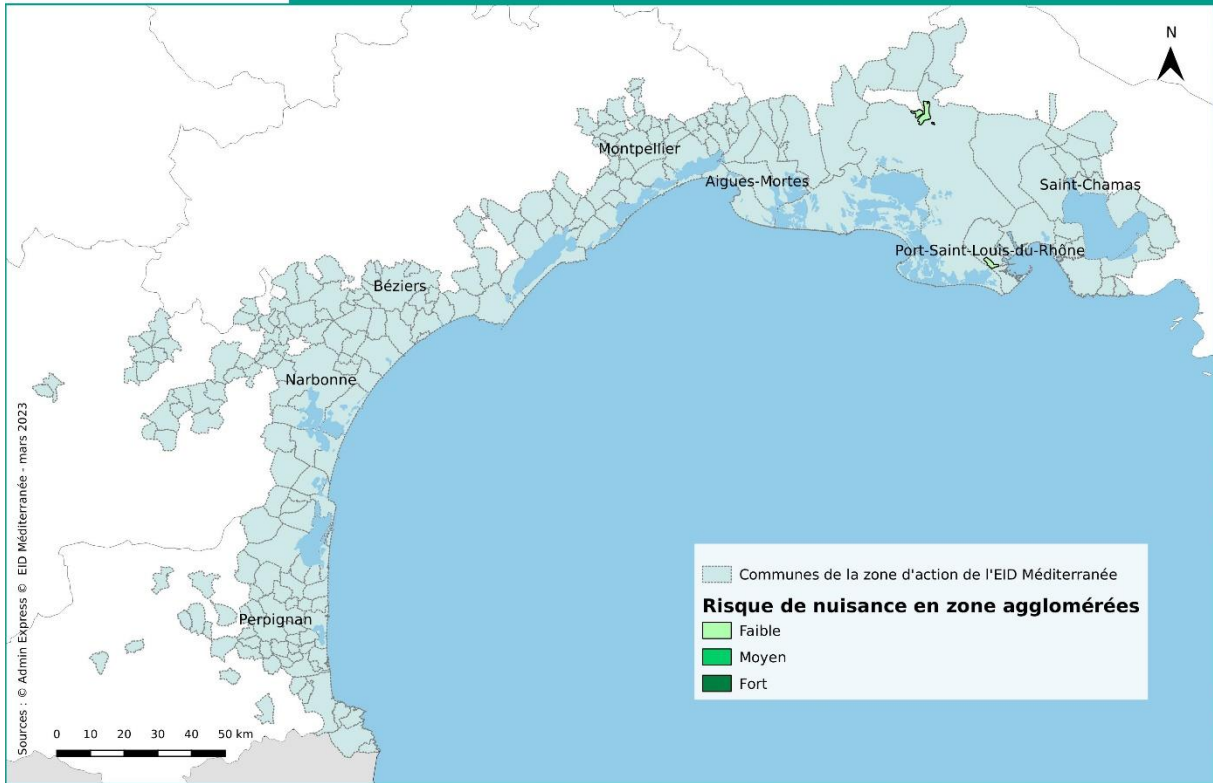 N
Montpellier
Aigues-Mortes
Saint-Chamas
Port-Saint-Louis-du-Rhône
Béziers
Narbonne
Perpignan
Communes de la zone d'action de l'EID Méditerranée
Risque de nuisance en zone agglomérées
Faible
Moyen
Fort
0 10 20 30 40 50 km
Sources : © Admin Express © EID Méditerranée - mars 2023